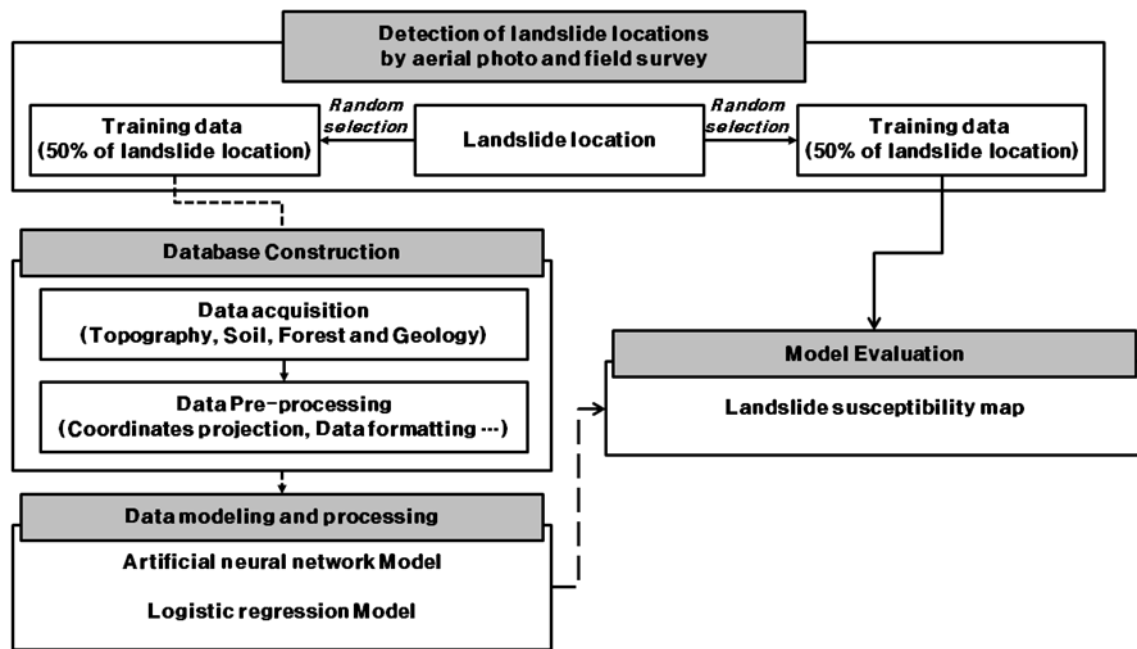 Detection of landslide locations
by aerial photo and field survey
Training data
(50% of landslide location)
Random
selection
Landslide location
Random
selection
Training data
(50% of landslide location)
Database Construction
Data acquisition
(Topography, Soil, Forest and Geology)
Data Pre-processing
(Coordinates projection, Data formatting ···)
Model Evaluation
Landslide susceptibility map
Data modeling and processing
Artificial neural network Model
Logistic regression Model